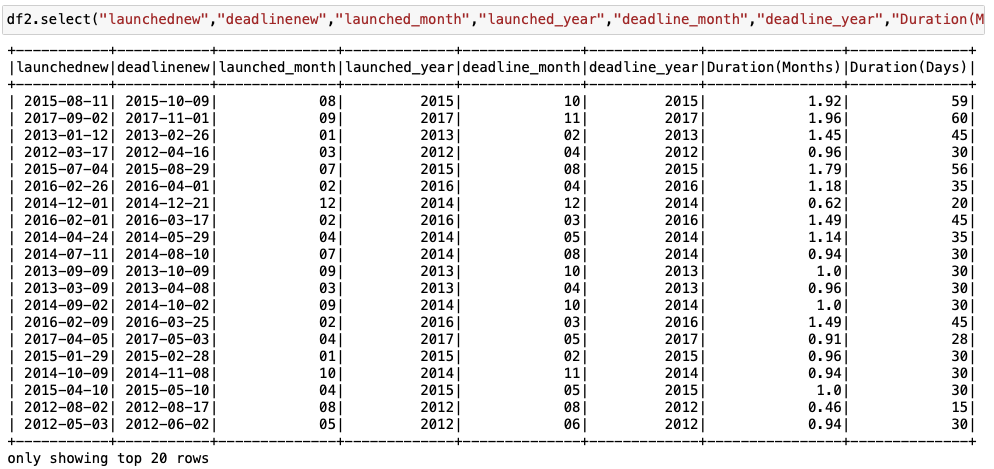 df2.select("launchednew","deadlinenew","launched_month","launched_year","deadline_month","deadline_year","Duration(M
+-----------+-----------+--------------+-------------+--------------+-------------+----------------+--------------+
|launchednew|deadlinenew|launched_month|launched_year|deadline_month|deadline_year|Duration(Months)|Duration(Days)|
+-----------+-----------+--------------+-------------+--------------+-------------+----------------+--------------+
| 2015-08-11| 2015-10-09|            08|         2015|            10|         2015|            1.92|            59|
| 2017-09-02| 2017-11-01|            09|         2017|            11|         2017|            1.96|            60|
| 2013-01-12| 2013-02-26|            01|         2013|            02|         2013|            1.45|            45|
| 2012-03-17| 2012-04-16|            03|         2012|            04|         2012|            0.96|            30|
| 2015-07-04| 2015-08-29|            07|         2015|            08|         2015|            1.79|            56|
| 2016-02-26| 2016-04-01|            02|         2016|            04|         2016|            1.18|            35|
| 2014-12-01| 2014-12-21|            12|         2014|            12|         2014|            0.62|            20|
| 2016-02-01| 2016-03-17|            02|         2016|            03|         2016|            1.49|            45|
| 2014-04-24| 2014-05-29|            04|         2014|            05|         2014|            1.14|            35|
| 2014-07-11| 2014-08-10|            07|         2014|            08|         2014|            0.94|            30|
| 2013-09-09| 2013-10-09|            09|         2013|            10|         2013|             1.0|            30|
| 2013-03-09| 2013-04-08|            03|         2013|            04|         2013|            0.96|            30|
| 2014-09-02| 2014-10-02|            09|         2014|            10|         2014|             1.0|            30|
| 2016-02-09| 2016-03-25|            02|         2016|            03|         2016|            1.49|            45|
| 2017-04-05| 2017-05-03|            04|         2017|            05|         2017|            0.91|            28|
| 2015-01-29| 2015-02-28|            01|         2015|            02|         2015|            0.96|            30|
| 2014-10-09| 2014-11-08|            10|         2014|            11|         2014|            0.94|            30|
| 2015-04-10| 2015-05-10|            04|         2015|            05|         2015|             1.0|            30|
| 2012-08-02| 2012-08-17|            08|         2012|            08|         2012|            0.46|            15|
| 2012-05-03| 2012-06-02|            05|         2012|            06|         2012|            0.94|            30|
+-----------+-----------+--------------+-------------+--------------+-------------+----------------+--------------+
only showing top 20 rows